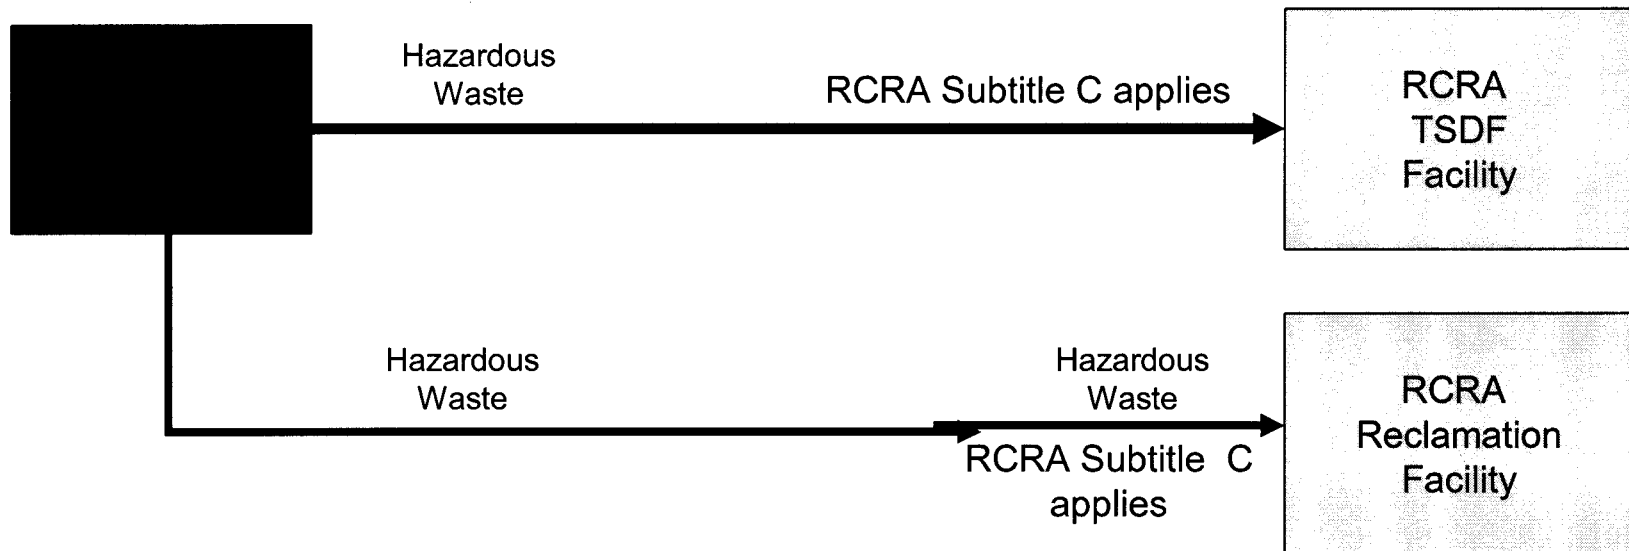 Hazardous
Waste
RCRA Subtitle C applies
RCRA
TSDF
Facility
Hazardous
Waste
Hazardous
Waste
RCRA Subtitle C
applies
RCRA
Reclamation
Facility